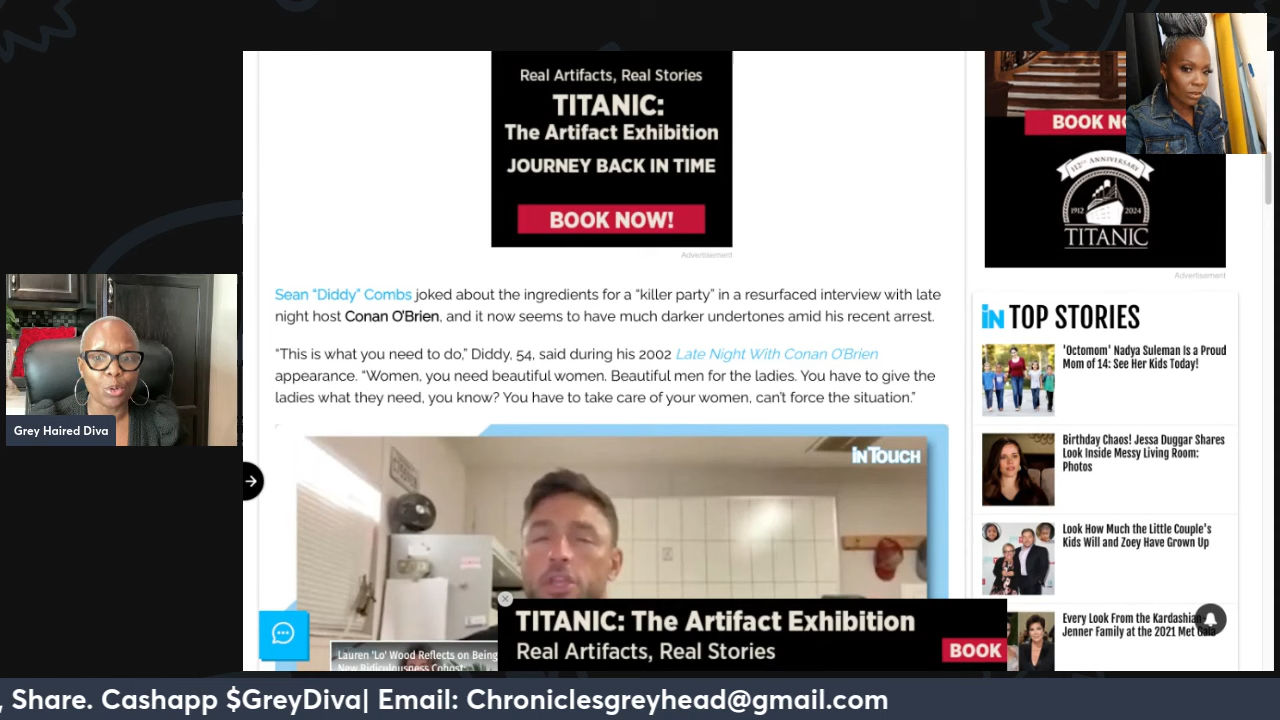 Real Artifacts, Real Stories
TITANIC:
The Artifact Exhibition
JOURNEY BACK IN TIME
BOOK NOW!
Advertisement
BOOK NO
112TH ANNIVERSARY
1912 2024
TITANIC
Advertisement
Sean “Diddy” Combs joked about the ingredients for a “killer party” in a resurfaced interview with late
night host Conan O’Brien, and it now seems to have much darker undertones amid his recent arrest.
“This is what you need to do,” Diddy, 54, said during his 2002 Late Night With Conan O’Brien
appearance. “Women, you need beautiful women. Beautiful men for the ladies. You have to give the
ladies what they need, you know? You have to take care of your women, can’t force the situation.”
IN TOUCH
Lauren 'Lo' Wood Reflects on Being
New Ridiculousness Cohost
IN TOP STORIES
'Octomom' Nadya Suleman Is a Proud
Mom of 14: See Her Kids Today!
Birthday Chaos! Jessa Duggar Shares
Look Inside Messy Living Room:
Photos
Look How Much the Little Couple's
Kids Will and Zoey Have Grown Up
Every Look From the Kardashian-
Jenner Family at the 2021 Met Gala
TITANIC: The Artifact Exhibition
Real Artifacts, Real Stories
BOOK
Grey Haired Diva
, Share. Cashapp $GreyDiva| Email: Chroniclesgreyhead@gmail.com